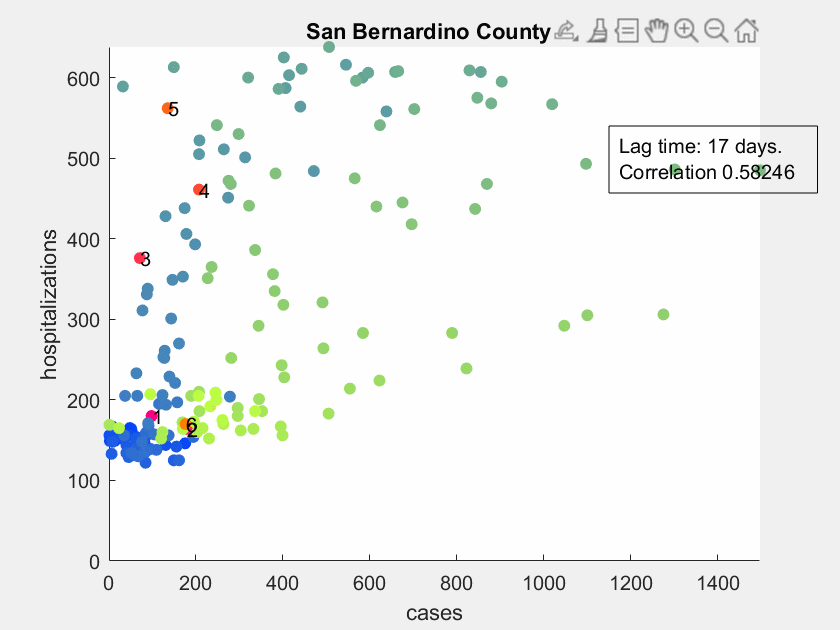 San Bernardino County
Lag time: 17 days.
Correlation 0.58246
hospitalizations
600
500
400
300
200
100
0
5
4
3
1
6
2
0 200 400 600 800 1000 1200 1400
cases